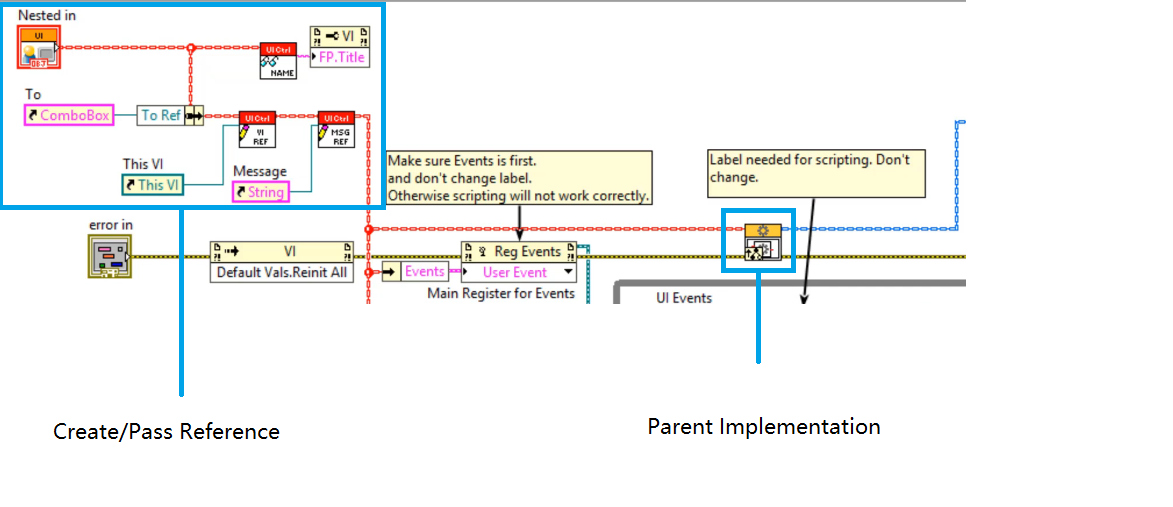 Nested in
UI
OBJ
UI Ctrl
NAME
VI
FP.Title
To
ComboBox
To Ref
UI Ctrl
VI
REF
UI Ctrl
MSG
REF
This VI
This VI
Message
String
Make sure Events is first.
and don't change label.
Otherwise scripting will not work correctly.
Label needed for scripting. Don't
change.
error in
VI
Default Vals.Reinit All
Events
Reg Events
User Event
Main Register for Events
UI Events
Create/Pass Reference
Parent Implementation